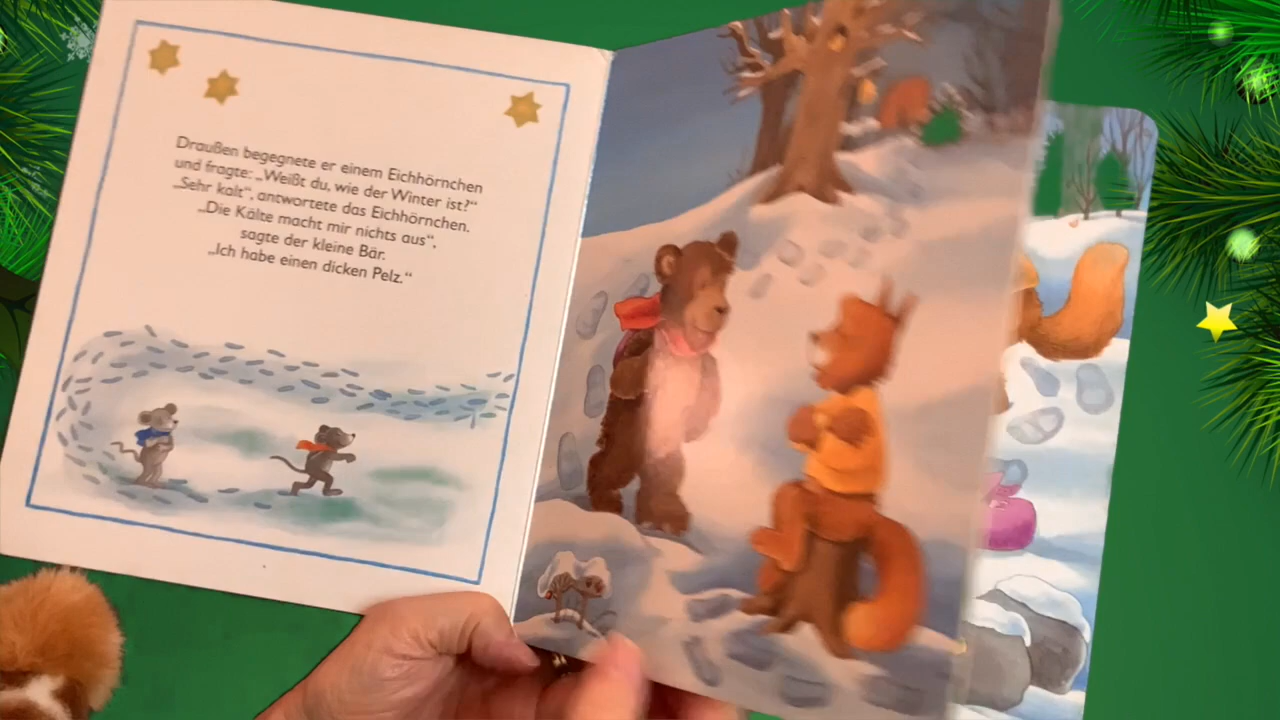 Draußen begegnete er einem Eichhörnchen
und fragte: „Weißt du, wie der Winter ist?“
„Sehr kalt“, antwortete das Eichhörnchen.
„Die Kälte macht mir nichts aus“,
sagte der kleine Bär.
„Ich habe einen dicken Pelz.“